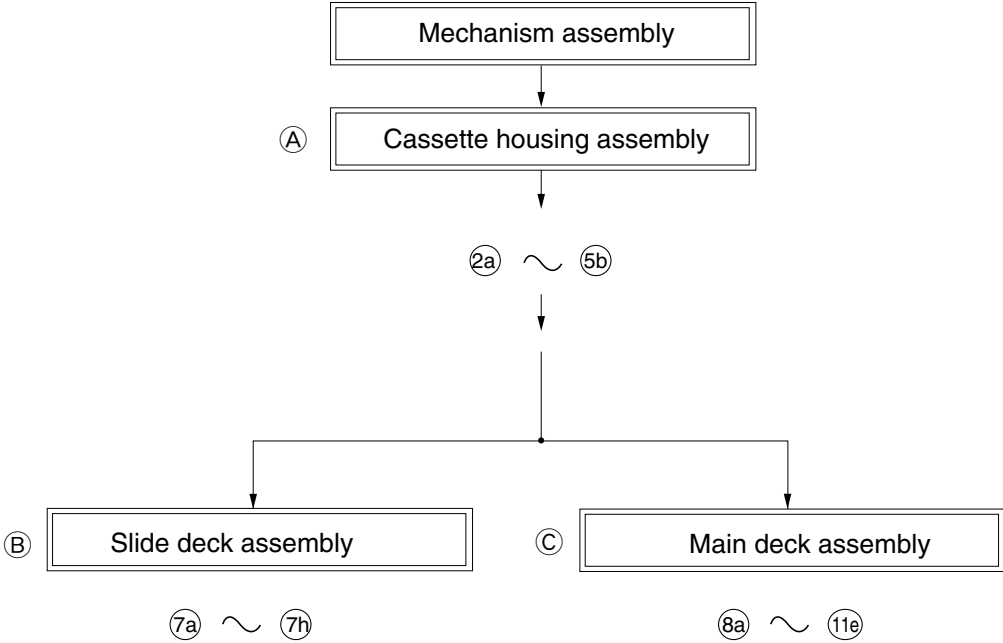 Mechanism assembly
Ⓐ Cassette housing assembly
2a ~ 5b
Ⓑ Slide deck assembly
Ⓒ Main deck assembly
7a ~ 7h
8a ~ 11e